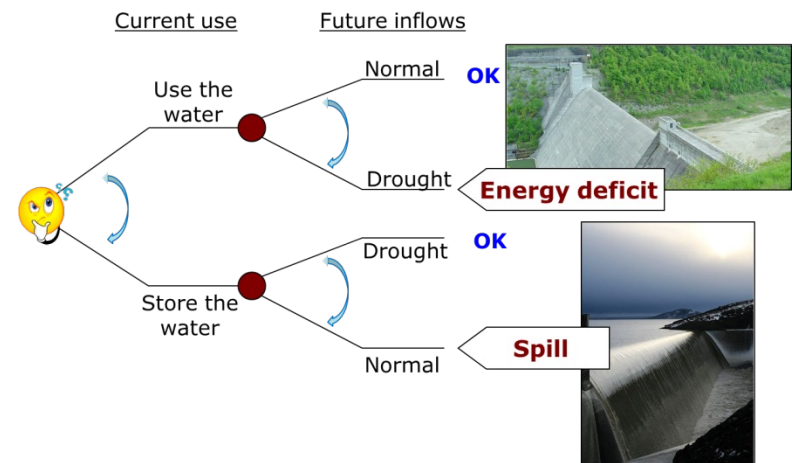 Current use
Future inflows
Normal
OK
Use the
water
Drought
Energy deficit
Drought
OK
Store the
water
Spill
Normal